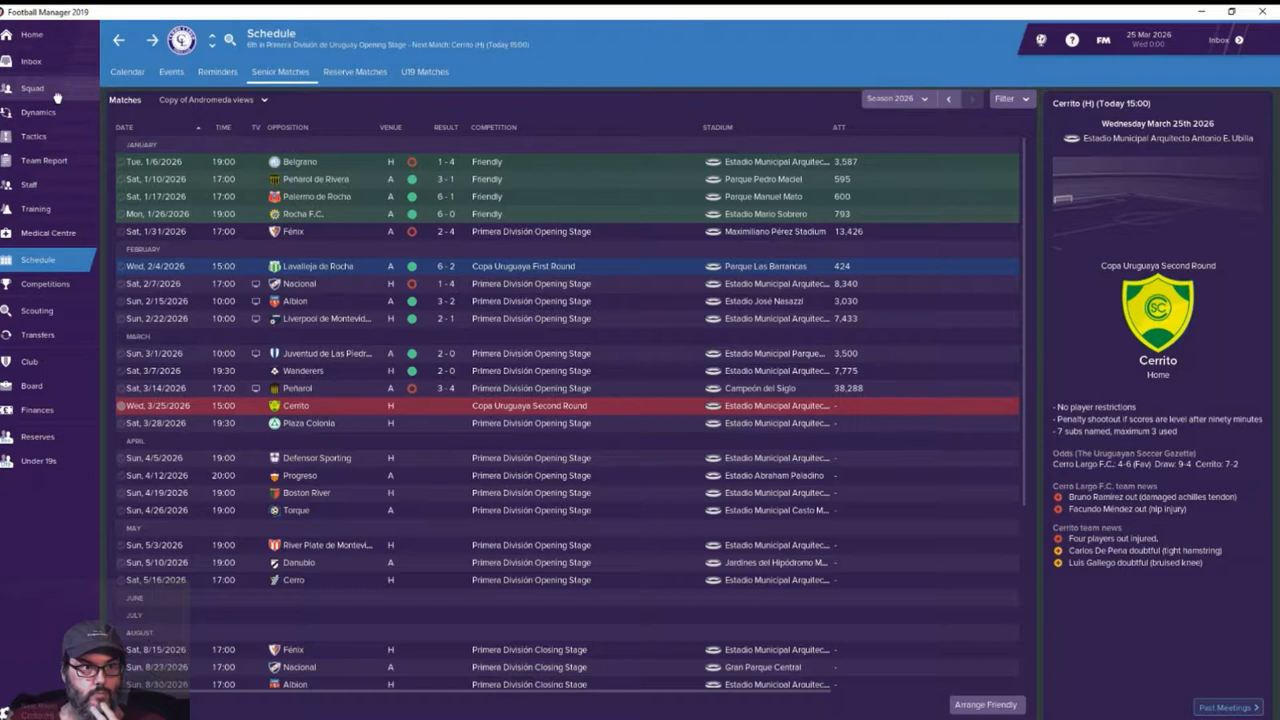 Football Manager 2019
Home
Inbox
Squad
Dynamics
Tactics
Team Report
Staff
Training
Medical Centre
Schedule
Competitions
Scouting
Transfers
Club
Board
Finances
Reserves
Under 19s
Schedule
6th in Primera División de Uruguay Opening Stage - Next Match: Cerrito (H) (Today 15:00)
FM
25 Mar 2026
Wed 0:00
Inbox
Calendar Events Reminders Senior Matches Reserve Matches U19 Matches
Matches Copy of Andromeda views Season 2026 Filter
DATE TIME TV OPPOSITION VENUE RESULT COMPETITION STADIUM ATT
JANUARY
Tue, 1/6/2026 19:00 Belgrano H 1 - 4 Friendly Estadio Municipal Arquitec... 3,587
Sat, 1/10/2026 17:00 Peñarol de Rivera A 3 - 1 Friendly Parque Pedro Maciel 595
Sat, 1/17/2026 17:00 Palermo de Rocha A 6 - 1 Friendly Parque Manuel Mato 600
Mon, 1/26/2026 19:00 Rocha F.C. A 6 - 0 Friendly Estadio Mario Sobrero 793
Sat, 1/31/2026 17:00 Fénix A 2 - 4 Primera División Opening Stage Maximiliano Pérez Stadium 13,426
FEBRUARY
Wed, 2/4/2026 15:00 Lavalleja de Rocha A 6 - 2 Copa Uruguaya First Round Parque Las Barrancas 424
Sat, 2/7/2026 17:00 Nacional H 1 - 4 Primera División Opening Stage Estadio Municipal Arquitec... 8,340
Sun, 2/15/2026 10:00 Albion A 3 - 2 Primera División Opening Stage Estadio José Nasazzi 3,030
Sun, 2/22/2026 10:00 Liverpool de Montevid... H 2 - 1 Primera División Opening Stage Estadio Municipal Arquitec... 7,433
MARCH
Sun, 3/1/2026 10:00 Juventud de Las Piedr... A 2 - 0 Primera División Opening Stage Estadio Municipal Parque... 3,500
Sat, 3/7/2026 19:30 Wanderers H 2 - 0 Primera División Opening Stage Estadio Municipal Arquitec... 7,775
Sat, 3/14/2026 17:00 Peñarol A 3 - 4 Primera División Opening Stage Campeón del Siglo 38,288
Wed, 3/25/2026 15:00 Cerrito H Copa Uruguaya Second Round Estadio Municipal Arquitec... -
Sat, 3/28/2026 19:30 Plaza Colonia H Primera División Opening Stage Estadio Municipal Arquitec... -
APRIL
Sun, 4/5/2026 19:00 Defensor Sporting H Primera División Opening Stage Estadio Municipal Arquitec... -
Sun, 4/12/2026 20:00 Progreso A Primera División Opening Stage Estadio Abraham Paladino -
Sun, 4/19/2026 19:00 Boston River H Primera División Opening Stage Estadio Municipal Arquitec... -
Sun, 4/26/2026 19:00 Torque A Primera División Opening Stage Estadio Municipal Casto M... -
MAY
Sun, 5/3/2026 19:00 River Plate de Montevi... H Primera División Opening Stage Estadio Municipal Arquitec... -
Sun, 5/10/2026 19:00 Danubio A Primera División Opening Stage Jardines del Hipódromo M... -
Sat, 5/16/2026 17:00 Cerro H Primera División Opening Stage Estadio Municipal Arquitec... -
JUNE
JULY
AUGUST
Sat, 8/15/2026 17:00 Fénix H Primera División Closing Stage Estadio Municipal Arquitec... -
Sun, 8/23/2026 17:00 Nacional A Primera División Closing Stage Gran Parque Central -
Sun, 8/30/2026 17:00 Albion H Primera División Closing Stage Estadio Municipal Arquitec... -
Arrange Friendly
Cerrito (H) (Today 15:00)
Wednesday March 25th 2026
Estadio Municipal Arquitecto Antonio E. Ubilla
Copa Uruguaya Second Round
SC
Cerrito
Home
- No player restrictions
- Penalty shootout if scores are level after ninety minutes
- 7 subs named, maximum 3 used
Odds (The Uruguayan Soccer Gazette)
Cerro Largo F.C.: 4-6 (Fav) Draw: 9-4 Cerrito: 7-2
Cerro Largo F.C. team news
Bruno Ramírez out (damaged achilles tendon)
Facundo Méndez out (hip injury)
Cerrito team news
Four players out injured,
Carlos De Pena doubtful (tight hamstring)
Luis Gallego doubtful (bruised knee)
Past Meetings